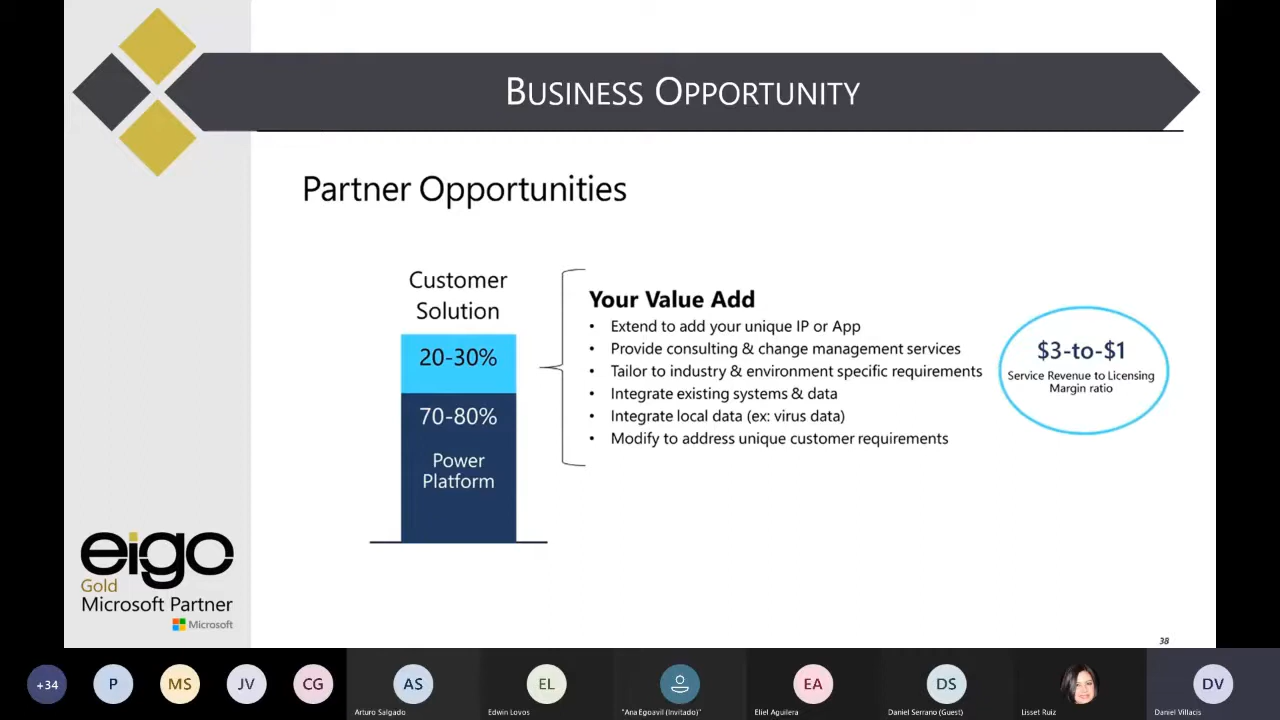 BUSINESS OPPORTUNITY
Partner Opportunities
Customer
Solution
20-30%
70-80%
Power
Platform
Your Value Add
• Extend to add your unique IP or App
• Provide consulting & change management services
• Tailor to industry & environment specific requirements
• Integrate existing systems & data
• Integrate local data (ex: virus data)
• Modify to address unique customer requirements
$3-to-$1
Service Revenue to Licensing
Margin ratio
eigo
Gold
Microsoft Partner
Microsoft
38
+34
P
MS
JV
CG
AS
Arturo Salgado
EL
Edwin Lovos
"Ana Egoavil (Invitado)"
EA
Eliel Aguilera
DS
Daniel Serrano (Guest)
Lisset Ruiz
DV
Daniel Villacis